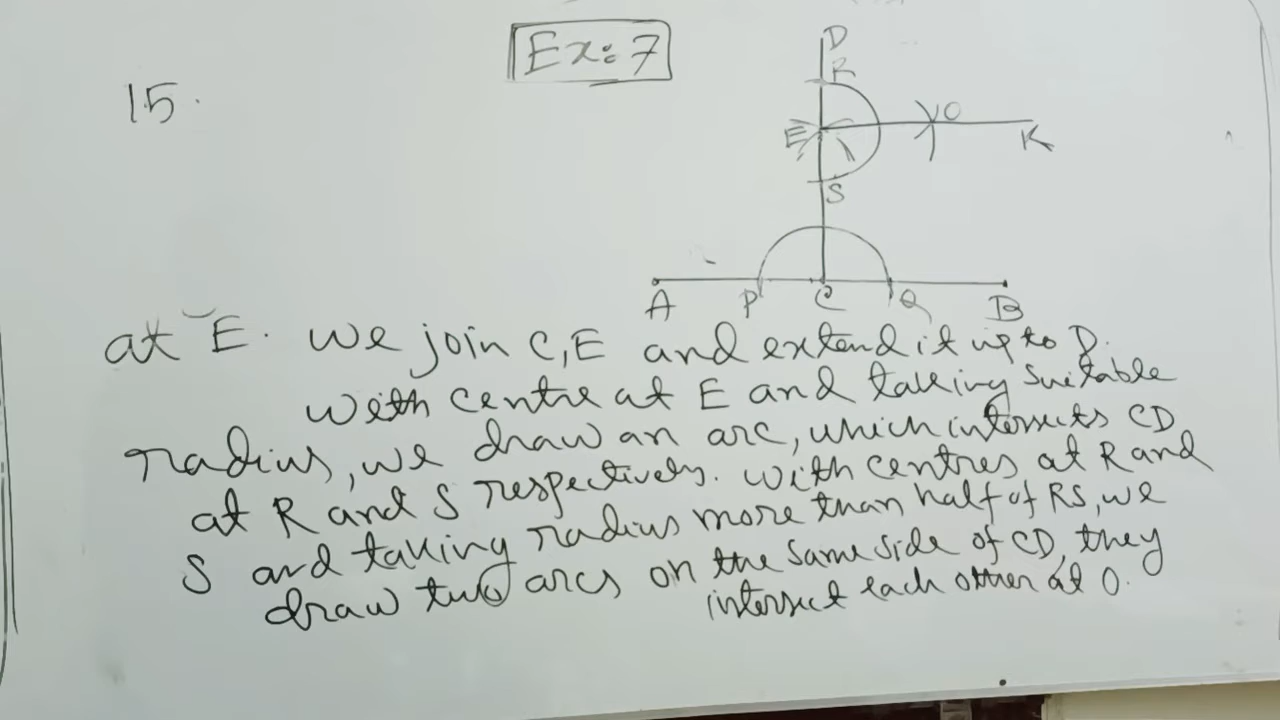 Ex: 7
15.
D
R
E
O
K
S
A
P
C
Q
B
at E. We join C, E and extend it up to D.
With centre at E and taking suitable
radius, we draw an arc, which intersects CD
at R and S respectively. With centres at R and
S and taking radius more than half of RS, we
draw two arcs on the same side of CD, they
intersect each other at O.